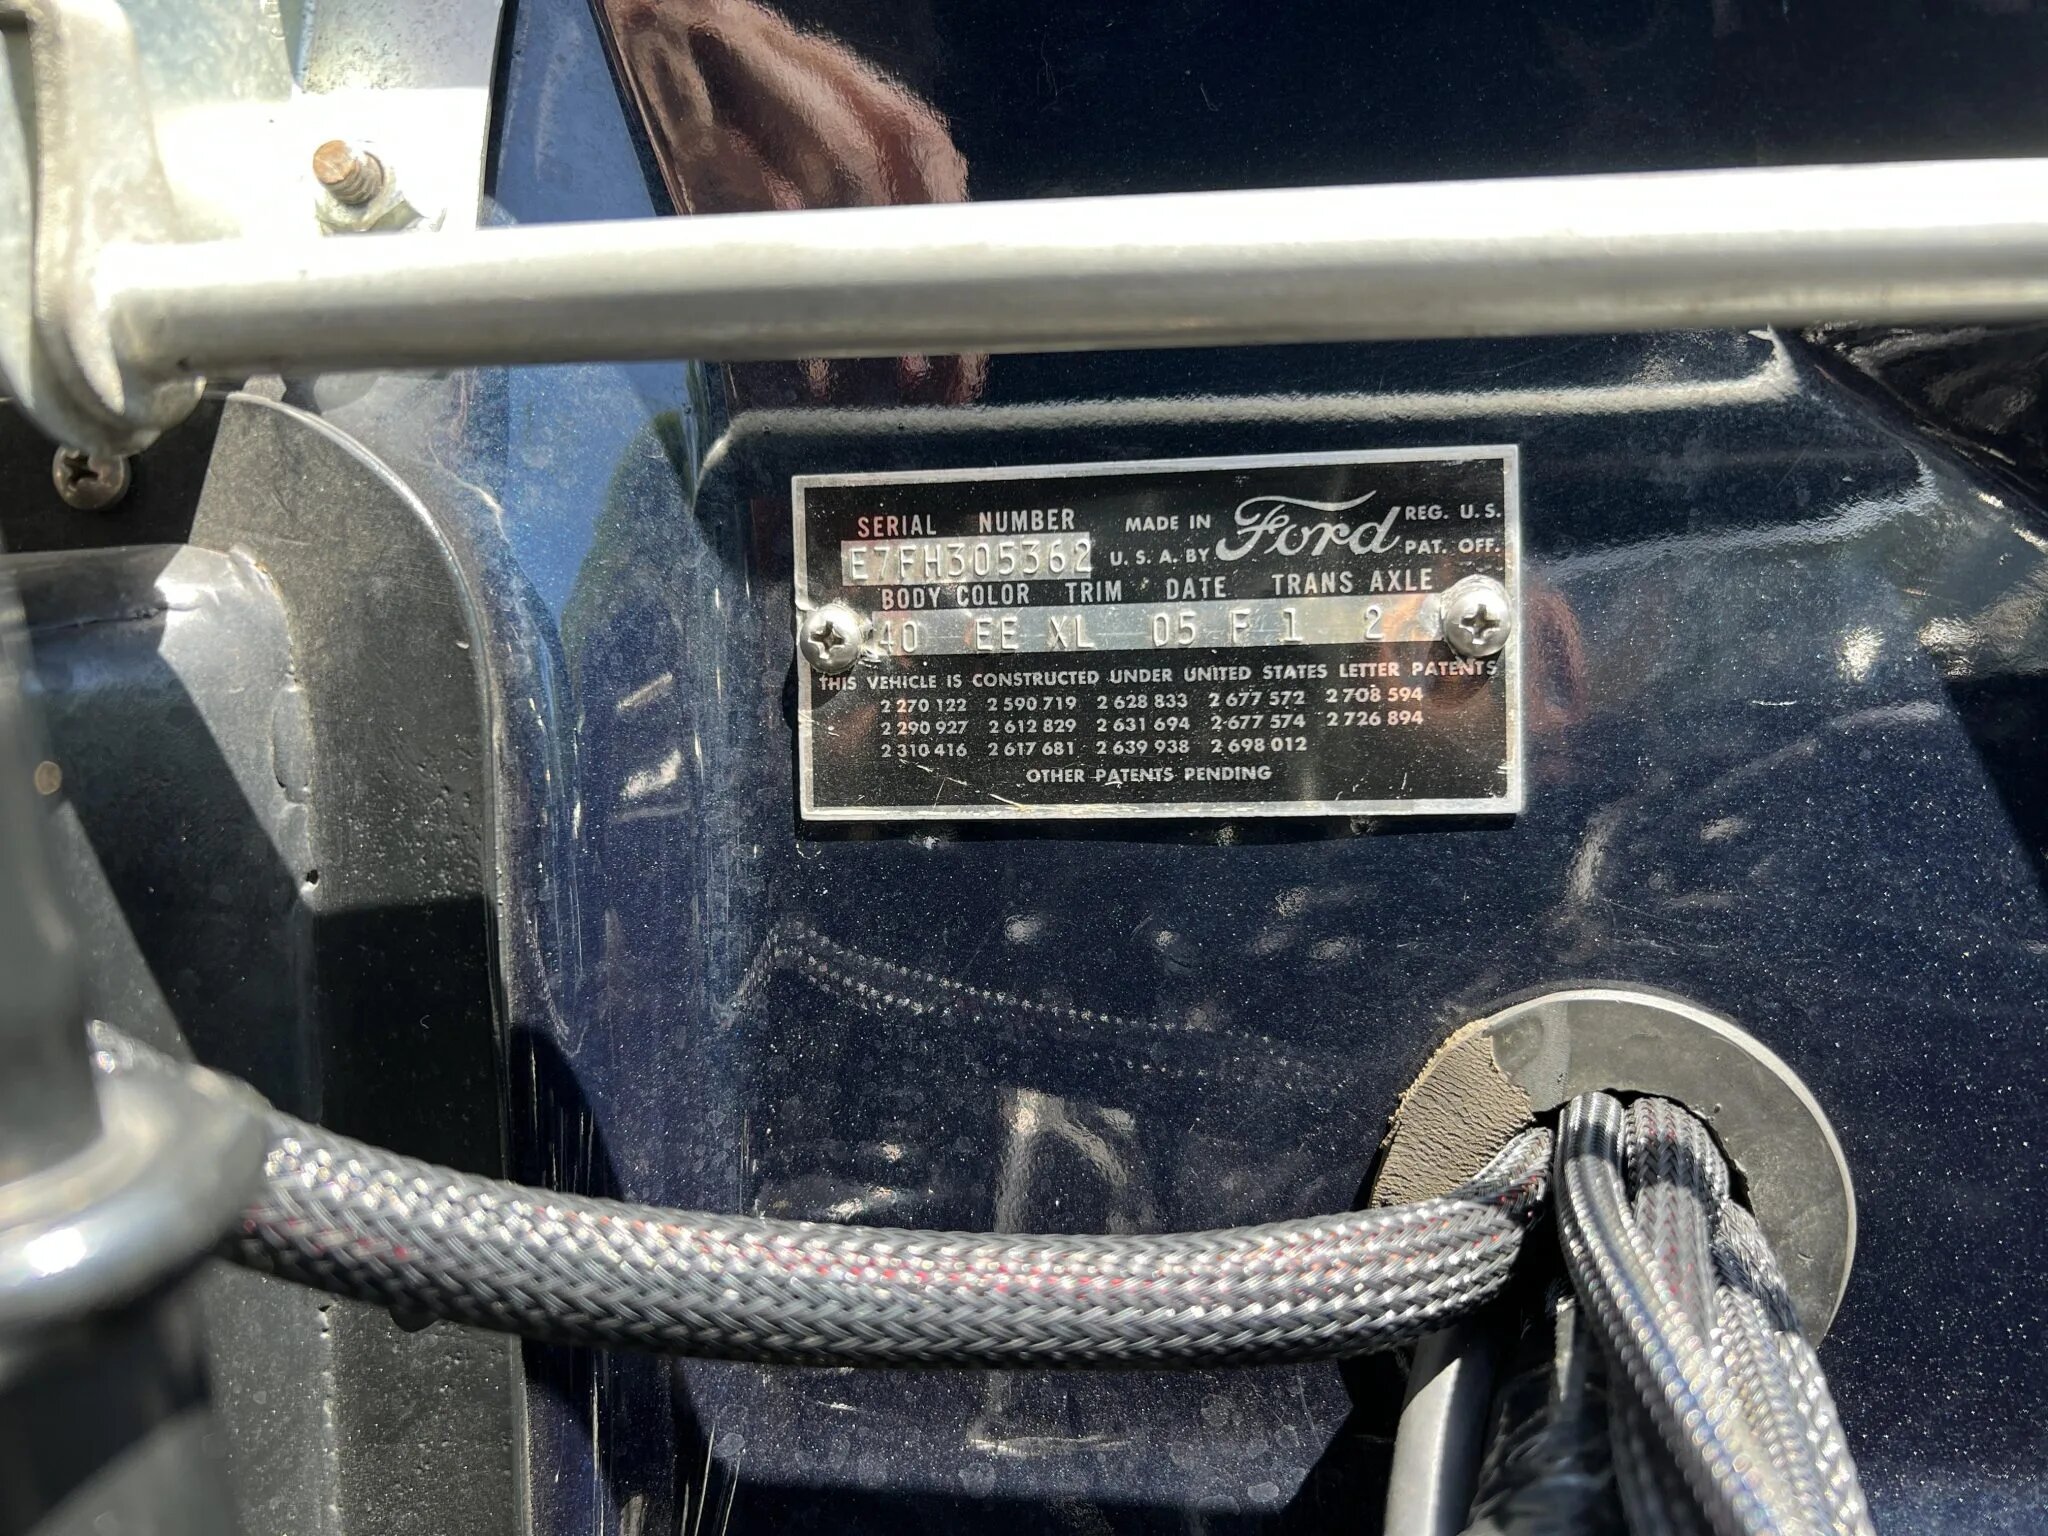 SERIAL NUMBER MADE IN Ford REG. U. S.
E7FH305362 U. S. A. BY PAT. OFF.
BODY COLOR TRIM DATE TRANS AXLE
40 EE XL 05 F 1 2
THIS VEHICLE IS CONSTRUCTED UNDER UNITED STATES LETTER PATENTS
2 270 122 2 590 719 2 628 833 2 677 572 2 708 594
2 290 927 2 612 829 2 631 694 2 677 574 2 726 894
2 310 416 2 617 681 2 639 938 2 698 012
OTHER PATENTS PENDING